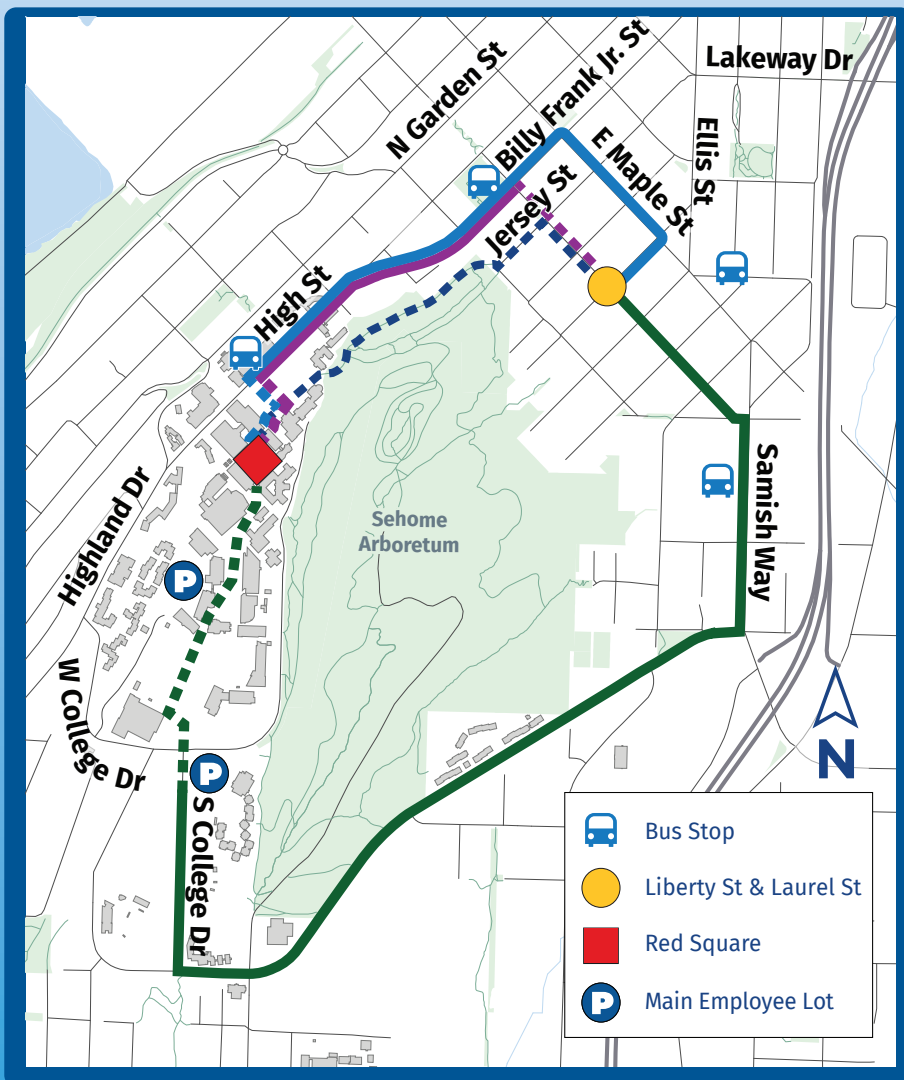 Lakeway Dr
N Garden St
Billy Frank Jr. St
E Maple St
Ellis St
Jersey St
High St
Samish Way
Highland Dr
Sehome
Arboretum
P
W College Dr
P
S College Dr
N
Bus Stop
Liberty St & Laurel St
Red Square
P Main Employee Lot